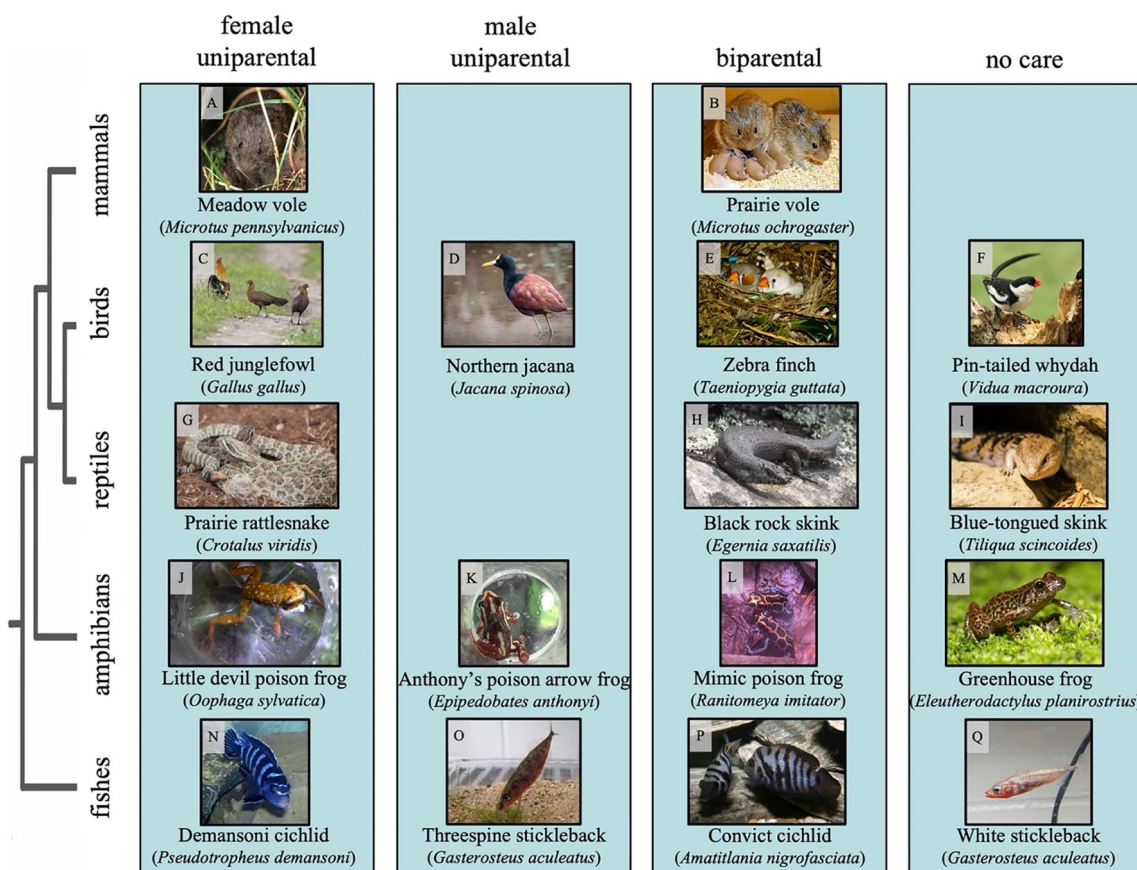 female
uniparental
male
uniparental
biparental
no care
mammals
A
Meadow vole
(Microtus pennsylvanicus)
B
Prairie vole
(Microtus ochrogaster)
birds
C
Red junglefowl
(Gallus gallus)
D
Northern jacana
(Jacana spinosa)
E
Zebra finch
(Taeniopygia guttata)
F
Pin-tailed whydah
(Vidua macroura)
reptiles
G
Prairie rattlesnake
(Crotalus viridis)
H
Black rock skink
(Egernia saxatilis)
I
Blue-tongued skink
(Tiliqua scincoides)
amphibians
J
Little devil poison frog
(Oophaga sylvatica)
K
Anthony's poison arrow frog
(Epipedobates anthonyi)
L
Mimic poison frog
(Ranitomeya imitator)
M
Greenhouse frog
(Eleutherodactylus planirostrius)
fishes
N
Demansoni cichlid
(Pseudotropheus demansoni)
O
Threespine stickleback
(Gasterosteus aculeatus)
P
Convict cichlid
(Amatitlania nigrofasciata)
Q
White stickleback
(Gasterosteus aculeatus)